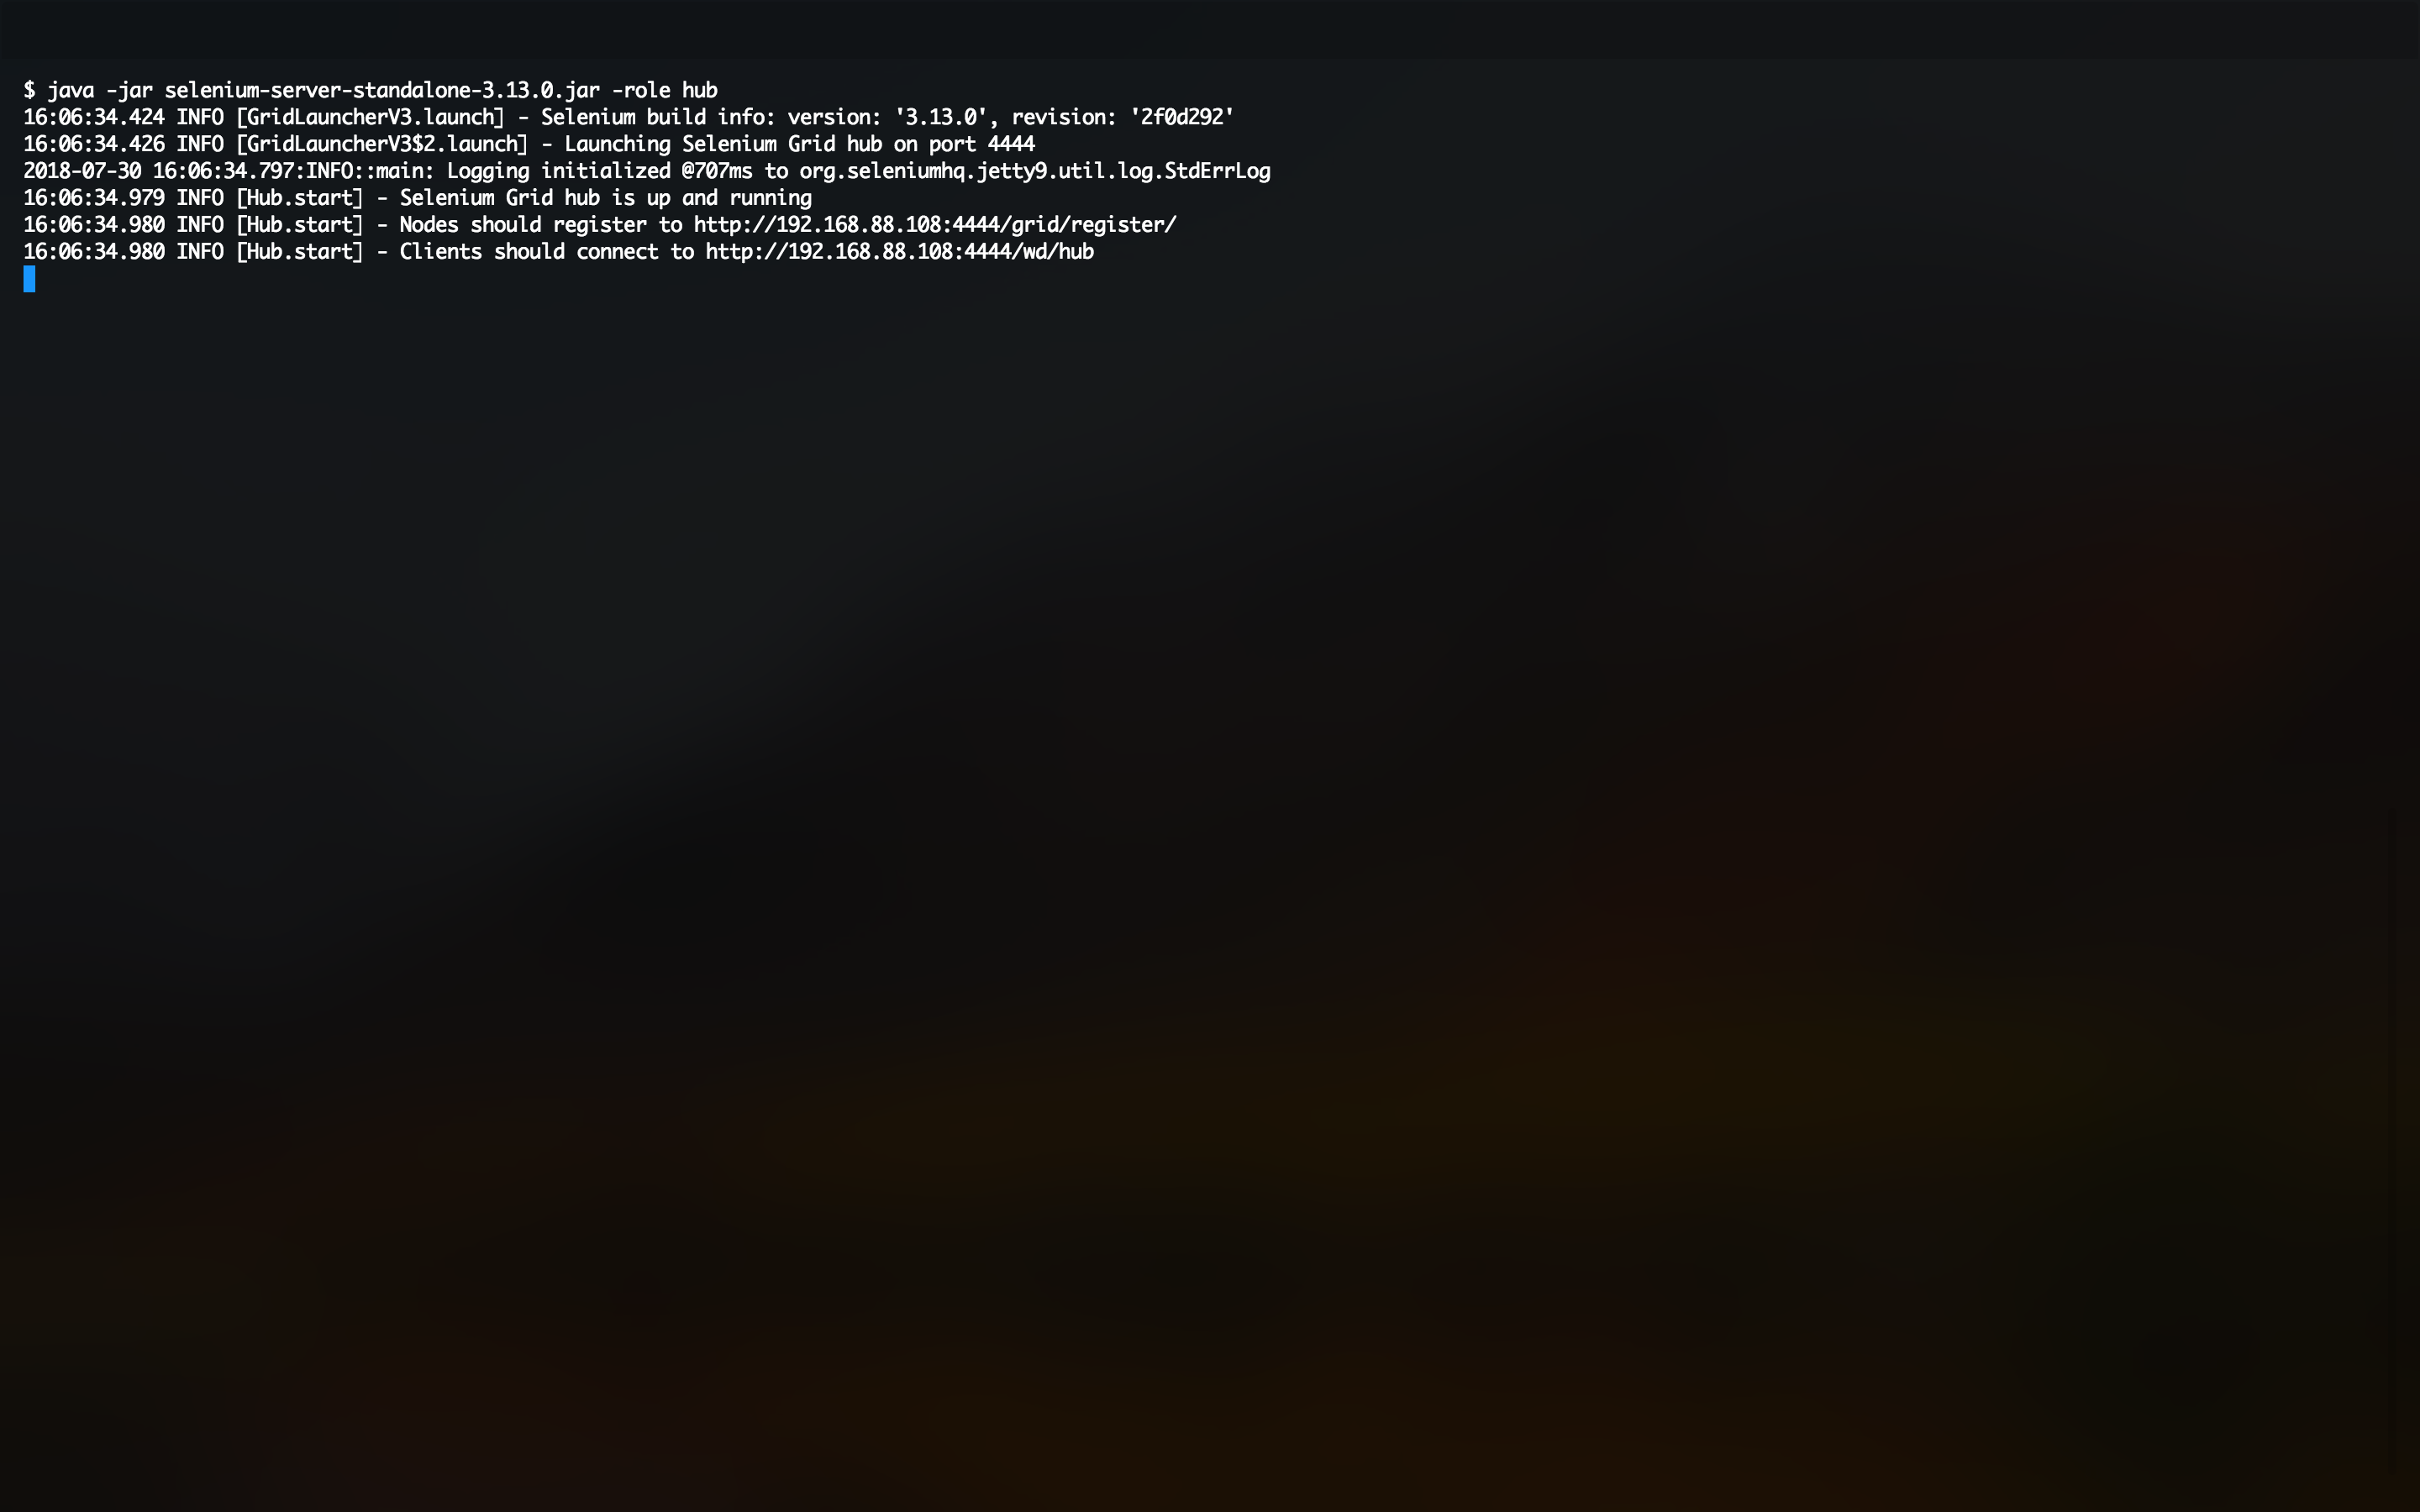 $ java -jar selenium-server-standalone-3.13.0.jar -role hub
16:06:34.424 INFO [GridLauncherV3.launch] - Selenium build info: version: '3.13.0', revision: '2f0d292'
16:06:34.426 INFO [GridLauncherV3$2.launch] - Launching Selenium Grid hub on port 4444
2018-07-30 16:06:34.797:INFO::main: Logging initialized @707ms to org.seleniumhq.jetty9.util.log.StdErrLog
16:06:34.979 INFO [Hub.start] - Selenium Grid hub is up and running
16:06:34.980 INFO [Hub.start] - Nodes should register to http://192.168.88.108:4444/grid/register/
16:06:34.980 INFO [Hub.start] - Clients should connect to http://192.168.88.108:4444/wd/hub